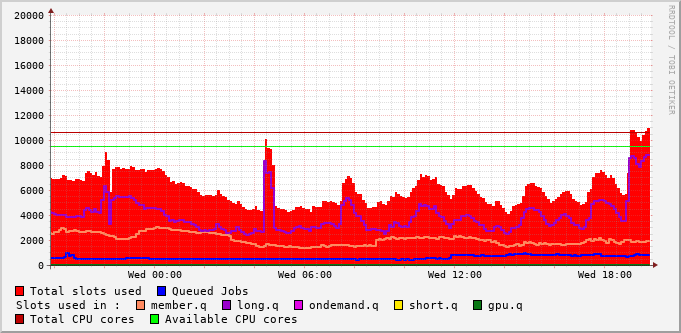 20000
18000
16000
14000
12000
10000
8000
6000
4000
2000
0
Wed 00:00 Wed 06:00 Wed 12:00 Wed 18:00
RRDTOOL / TOBI OETIKER
Total slots used Queued Jobs
Slots used in : member.q long.q ondemand.q short.q gpu.q
Total CPU cores Available CPU cores